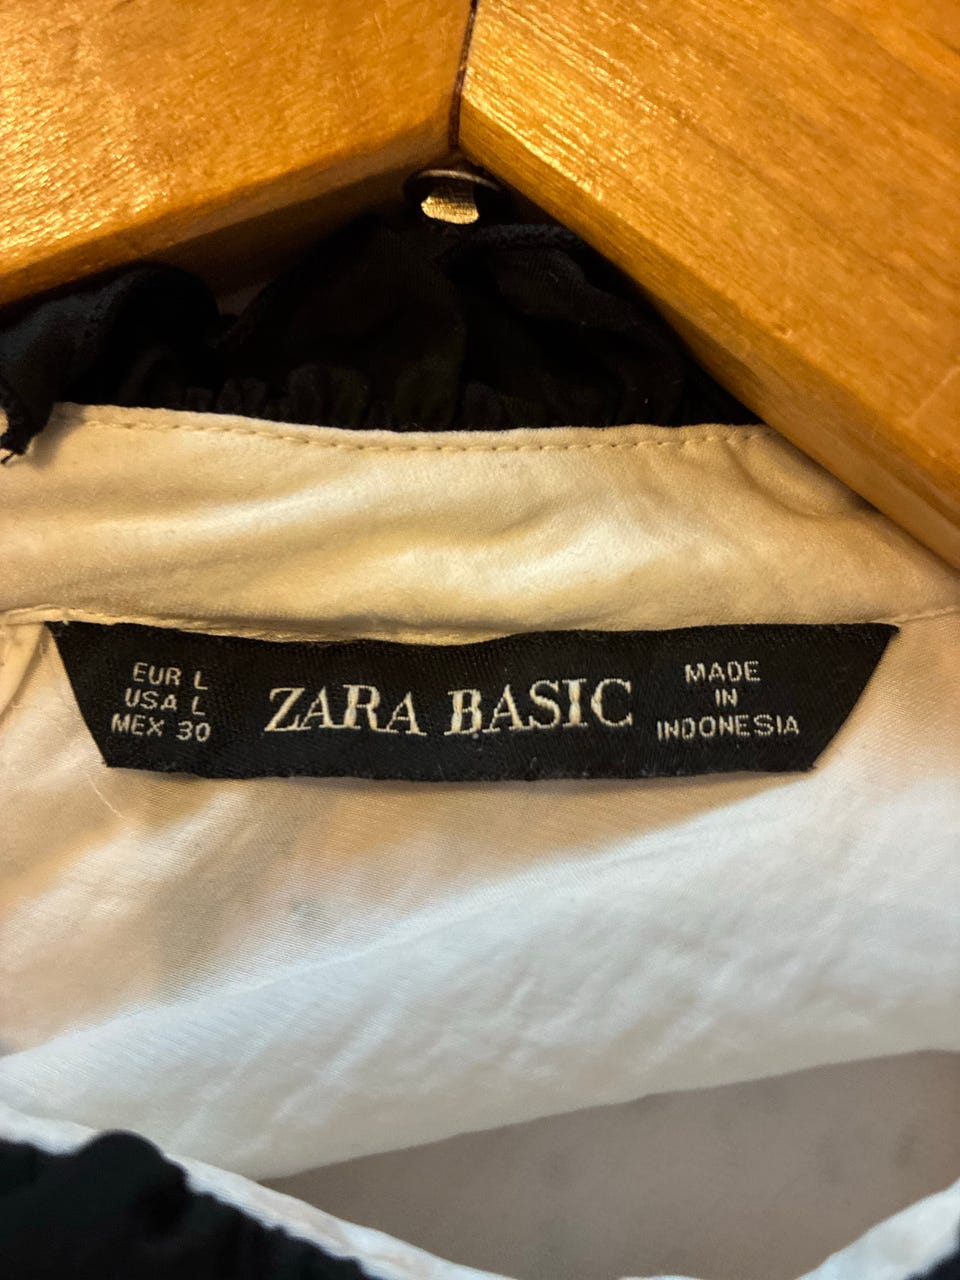 EUR L
USA L
MEX 30
ZARA BASIC
MADE
IN
INDONESIA